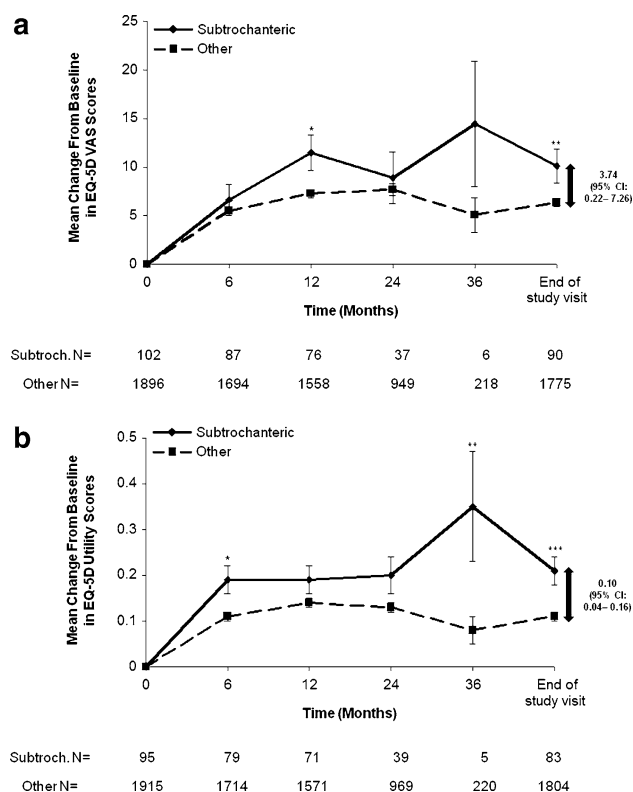 a
Subtrochanteric
Other
Mean Change From Baseline
in EQ-5D VAS Scores
25
20
15
10
5
0
*
**
3.74
(95% CI:
0.22– 7.26)
0 6 12 24 36 End of
study visit
Time (Months)
Subtroch. N= 102 87 76 37 6 90
Other N= 1896 1694 1558 949 218 1775
b
Subtrochanteric
Other
Mean Change From Baseline
in EQ-5D Utility Scores
0.5
0.4
0.3
0.2
0.1
0
*
**
***
0.10
(95% CI:
0.04– 0.16)
0 6 12 24 36 End of
study visit
Time (Months)
Subtroch. N= 95 79 71 39 5 83
Other N= 1915 1714 1571 969 220 1804